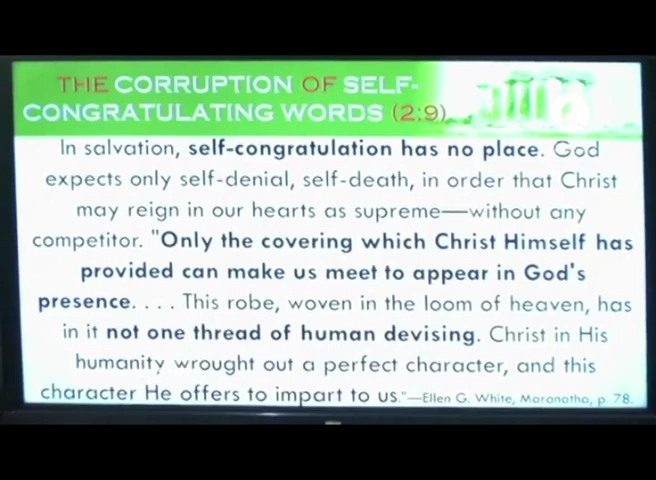 THE CORRUPTION OF SELF-
CONGRATULATING WORDS (2:9)
In salvation, self-congratulation has no place. God
expects only self-denial, self-death, in order that Christ
may reign in our hearts as supreme—without any
competitor. "Only the covering which Christ Himself has
provided can make us meet to appear in God's
presence. . . . This robe, woven in the loom of heaven, has
in it not one thread of human devising. Christ in His
humanity wrought out a perfect character, and this
character He offers to impart to us."—Ellen G. White, Maranatha, p. 78.